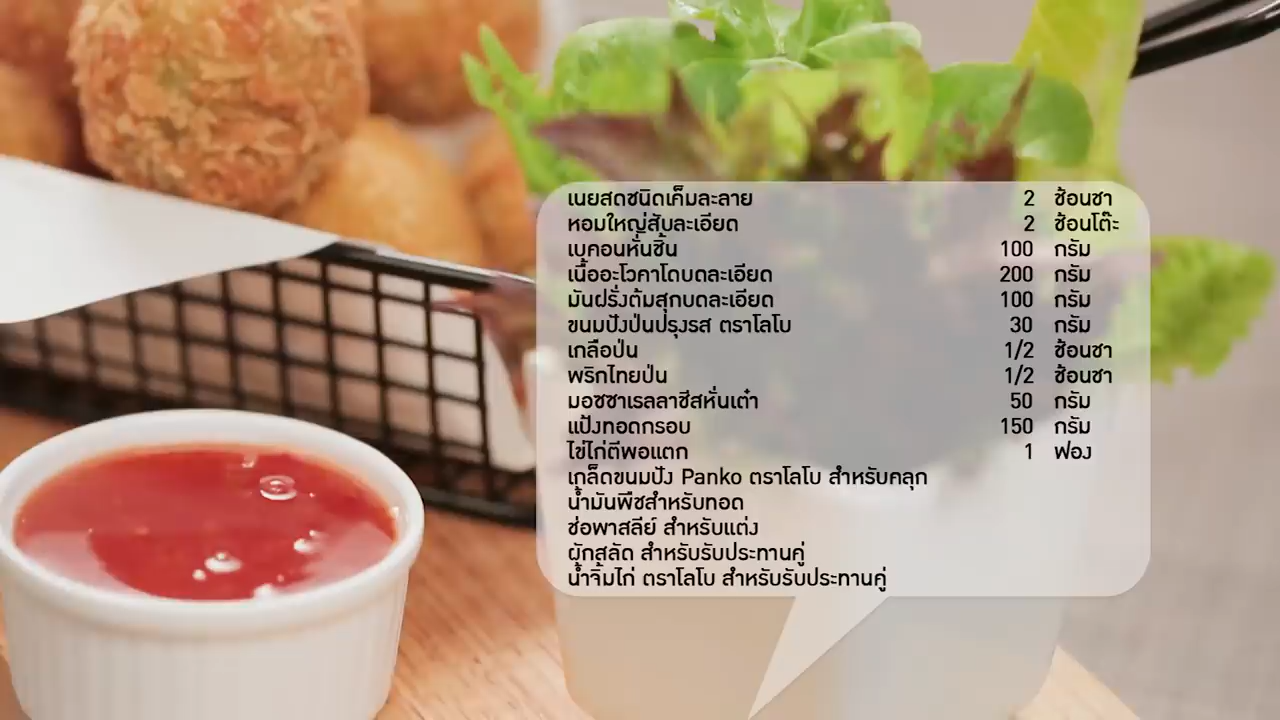 เนยสดชนิดเค็มละลาย 2 ช้อนชา
หอมใหญ่สับละเอียด 2 ช้อนโต๊ะ
เบคอนหั่นชิ้น 100 กรัม
เนื้ออะโวคาโดบดละเอียด 200 กรัม
มันฝรั่งต้มสุกบดละเอียด 100 กรัม
ขนมปังป่นปรุงรส ตราโลโบ 30 กรัม
เกลือป่น 1/2 ช้อนชา
พริกไทยป่น 1/2 ช้อนชา
มอซซาเรลลาชีสหั่นเต๋า 50 กรัม
แป้งทอดกรอบ 150 กรัม
ไข่ไก่ตีพอแตก 1 ฟอง
เกล็ดขนมปัง Panko ตราโลโบ สำหรับคลุก
น้ำมันพืชสำหรับทอด
ช่อพาสลีย์ สำหรับแต่ง
ผักสลัด สำหรับรับประทานคู่
น้ำจิ้มไก่ ตราโลโบ สำหรับรับประทานคู่